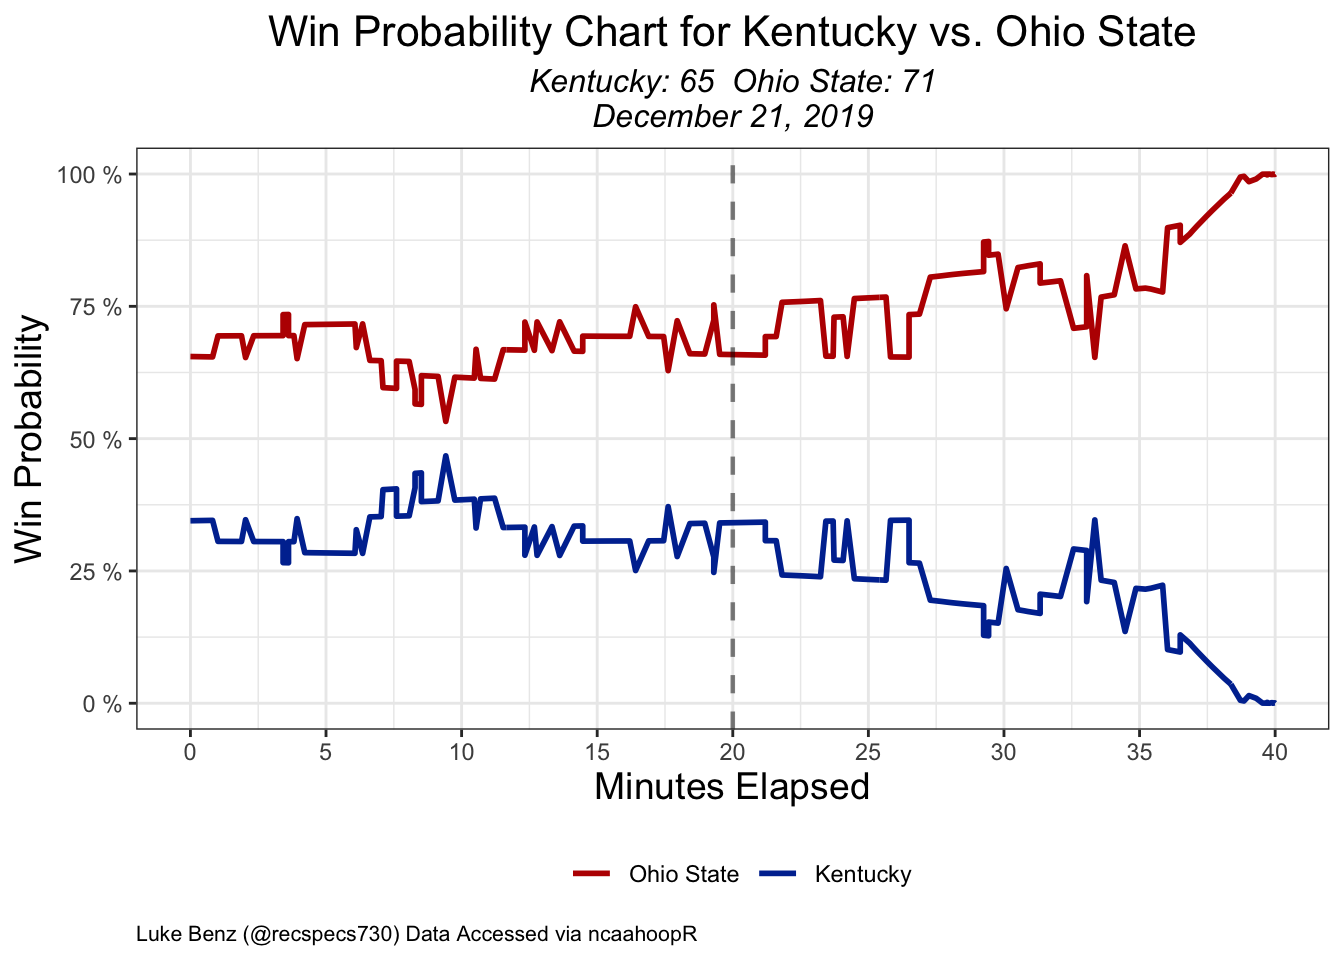 Win Probability Chart for Kentucky vs. Ohio State
Kentucky: 65  Ohio State: 71
December 21, 2019
Win Probability
100 %
75 %
50 %
25 %
0 %
0 5 10 15 20 25 30 35 40
Minutes Elapsed
Ohio State Kentucky
Luke Benz (@recspecs730) Data Accessed via ncaahoopR